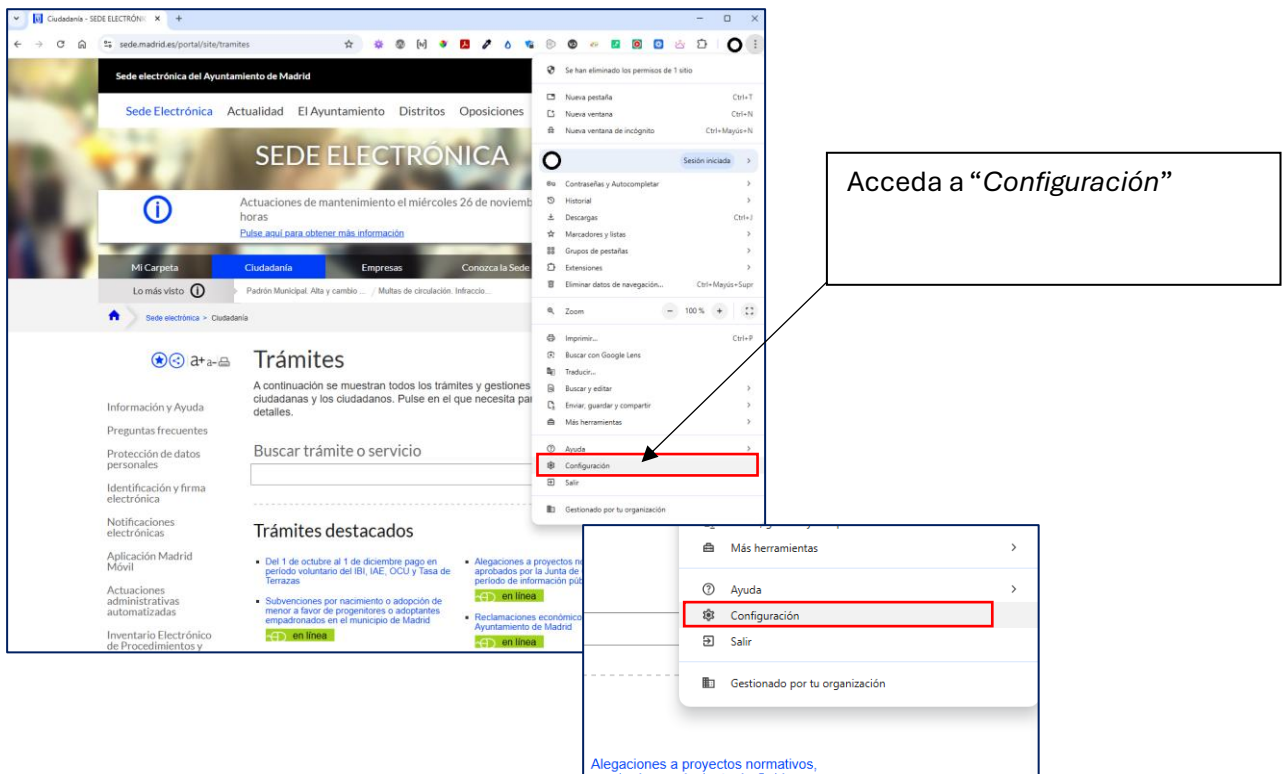 Ciudadanía - SEDE ELECTRÓNI
sede.madrid.es/portal/site/tramites
Sede electrónica del Ayuntamiento de Madrid
Sede Electrónica Actualidad El Ayuntamiento Distritos Oposiciones
SEDE ELECTRÓNICA
Actuaciones de mantenimiento el miércoles 26 de noviemb
horas
Pulse aquí para obtener más información
Mi Carpeta Ciudadanía Empresas Conozca la Sede
Lo más visto Padrón Municipal. Alta y cambio ... / Multas de circulación. Infraccio...
Sede electrónica > Ciudadanía
a+ a-
Trámites
A continuación se muestran todos los trámites y gestiones
ciudadanas y los ciudadanos. Pulse en el que necesita par
detalles.
Información y Ayuda
Preguntas frecuentes
Protección de datos
personales
Identificación y firma
electrónica
Notificaciones
electrónicas
Aplicación Madrid
Móvil
Actuaciones
administrativas
automatizadas
Inventario Electrónico
de Procedimientos y
Buscar trámite o servicio
Trámites destacados
Del 1 de octubre al 1 de diciembre pago en
período voluntario del IBI, IAE, OCU y Tasa de
Terrazas
Subvenciones por nacimiento o adopción de
menor a favor de progenitores o adoptantes
empadronados en el municipio de Madrid
en línea
Alegaciones a proyectos no
aprobados por la Junta de
período de información púb
en línea
Reclamaciones económico
Ayuntamiento de Madrid
en línea
Se han eliminado los permisos de 1 sitio
Nueva pestaña Ctrl+T
Nueva ventana Ctrl+N
Nueva ventana de incógnito Ctrl+Mayús+N
Sesión iniciada
Contraseñas y Autocompletar
Historial
Descargas Ctrl+J
Marcadores y listas
Grupos de pestañas
Extensiones
Eliminar datos de navegación... Ctrl+Mayús+Supr
Zoom - 100 % +
Imprimir... Ctrl+P
Buscar con Google Lens
Traducir...
Buscar y editar
Enviar, guardar y compartir
Más herramientas
Ayuda
Configuración
Salir
Gestionado por tu organización
Acceda a “Configuración”
Más herramientas
Ayuda
Configuración
Salir
Gestionado por tu organización
Alegaciones a proyectos normativos,